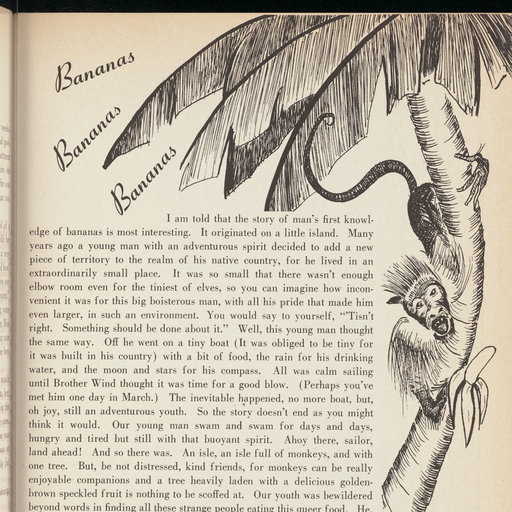 Bananas
Bananas
Bananas
I am told that the story of man's first knowl-
edge of bananas is most interesting. It originated on a little island. Many
years ago a young man with an adventurous spirit decided to add a new
piece of territory to the realm of his native country, for he lived in an
extraordinarily small place. It was so small that there wasn't enough
elbow room even for the tiniest of elves, so you can imagine how incon-
venient it was for this big boisterous man, with all his pride that made him
even larger, in such an environment. You would say to yourself, "'Tisn't
right. Something should be done about it." Well, this young man thought
the same way. Off he went on a tiny boat (It was obliged to be tiny for
it was built in his country) with a bit of food, the rain for his drinking
water, and the moon and stars for his compass. All was calm sailing
until Brother Wind thought it was time for a good blow. (Perhaps you've
met him one day in March.) The inevitable happened, no more boat, but,
oh joy, still an adventurous youth. So the story doesn't end as you might
think it would. Our young man swam and swam for days and days,
hungry and tired but still with that buoyant spirit. Ahoy there, sailor,
land ahead! And so there was. An isle, an isle full of monkeys, and with
one tree. But, be not distressed, kind friends, for monkeys can be really
enjoyable companions and a tree heavily laden with a delicious golden-
brown speckled fruit is nothing to be scoffed at. Our youth was bewildered
beyond words in finding all these strange people eating this queer food. He,